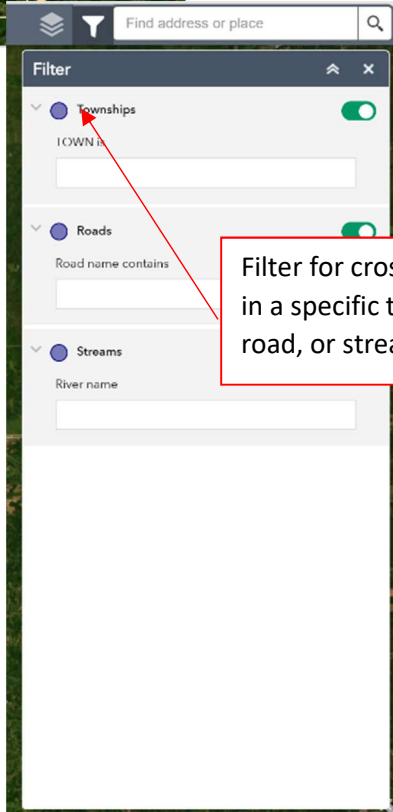 Find address or place
Filter
Townships
TOWN is
Roads
Road name contains
Filter for cros
in a specific t
road, or strea
Streams
River name